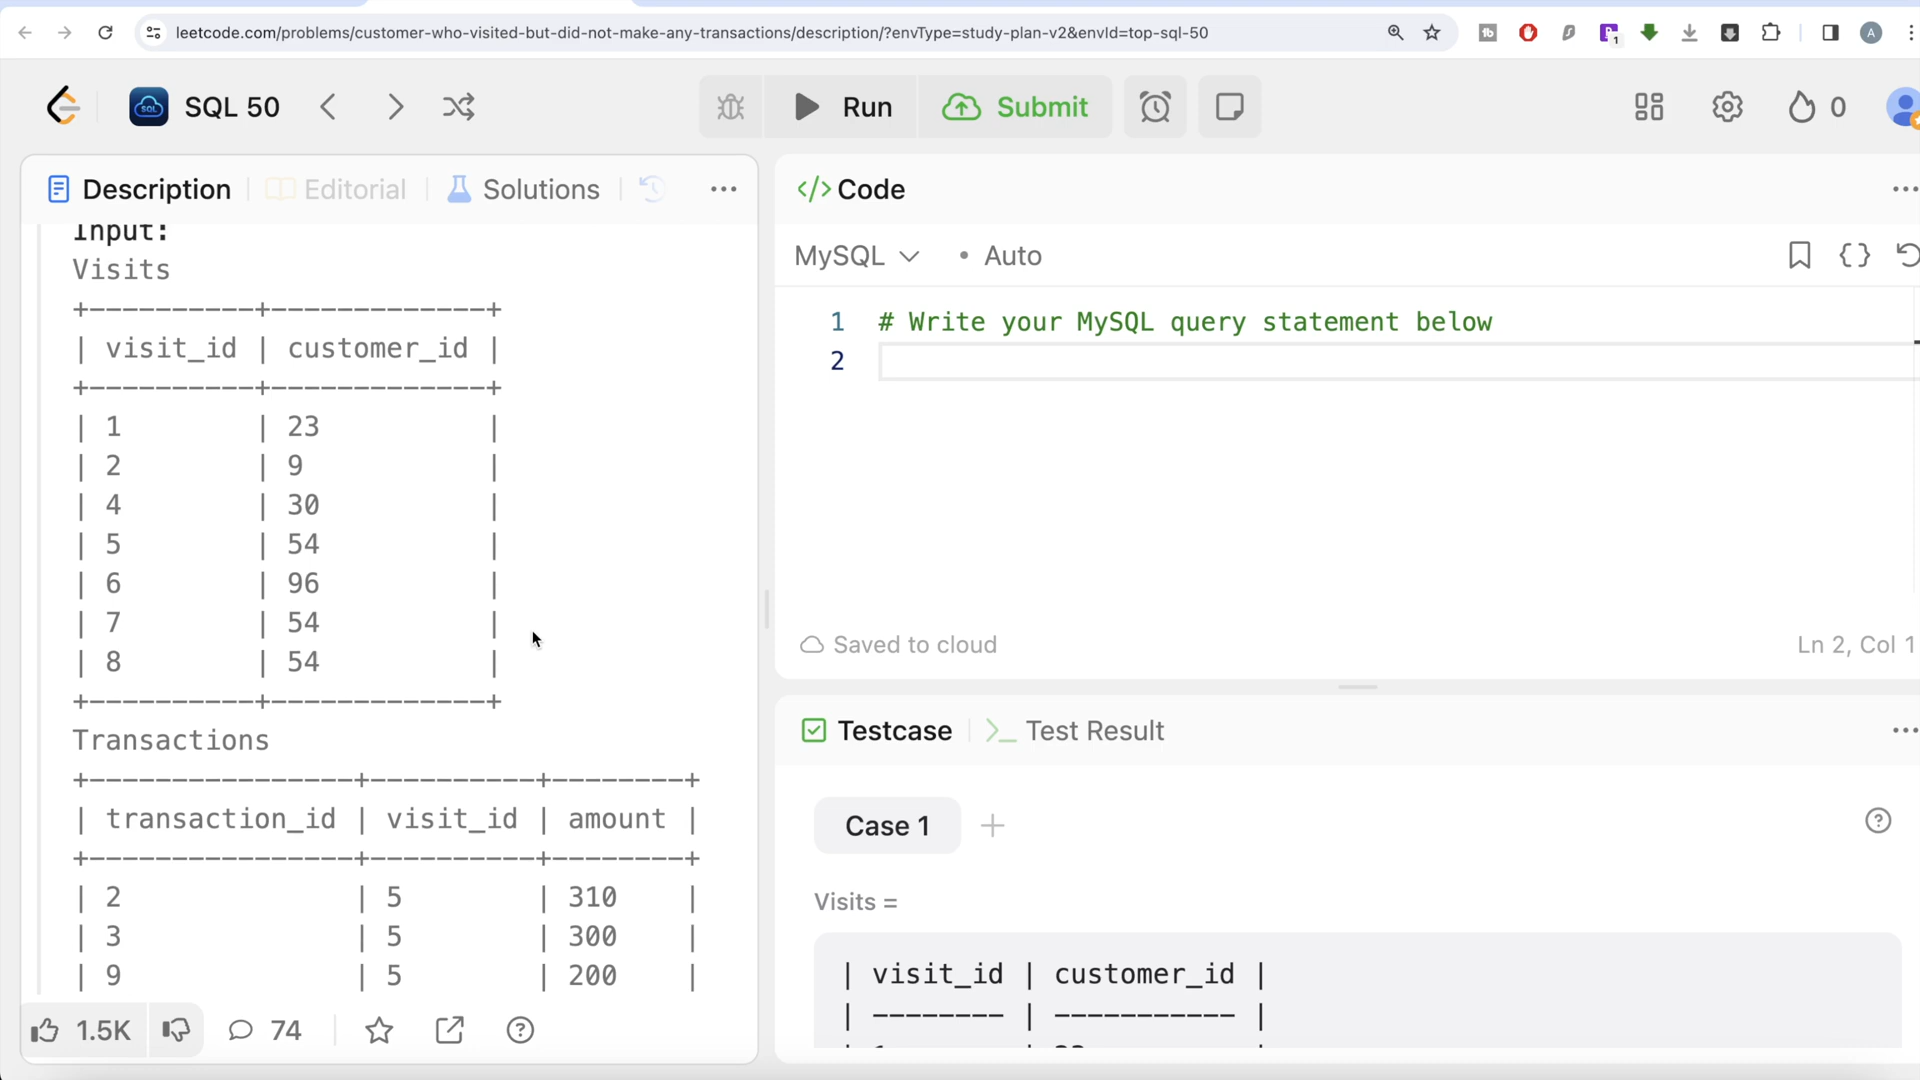 leetcode.com/problems/customer-who-visited-but-did-not-make-any-transactions/description/?envType=study-plan-v2&envId=top-sql-50
1
A
SQL 50
Run
Submit
0
Description
Editorial
Solutions
Input:
Visits
+----------+-------------+
| visit_id | customer_id |
+----------+-------------+
| 1        | 23          |
| 2        | 9           |
| 4        | 30          |
| 5        | 54          |
| 6        | 96          |
| 7        | 54          |
| 8        | 54          |
+----------+-------------+
Transactions
+----------------+----------+--------+
| transaction_id | visit_id | amount |
+----------------+----------+--------+
| 2              | 5        | 310    |
| 3              | 5        | 300    |
| 9              | 5        | 200    |
1.5K
74
</> Code
MySQL
• Auto
{}
1 # Write your MySQL query statement below
2
Saved to cloud
Ln 2, Col 1
Testcase
>_ Test Result
Case 1 +
Visits =
| visit_id | customer_id |
| -------- | ----------- |